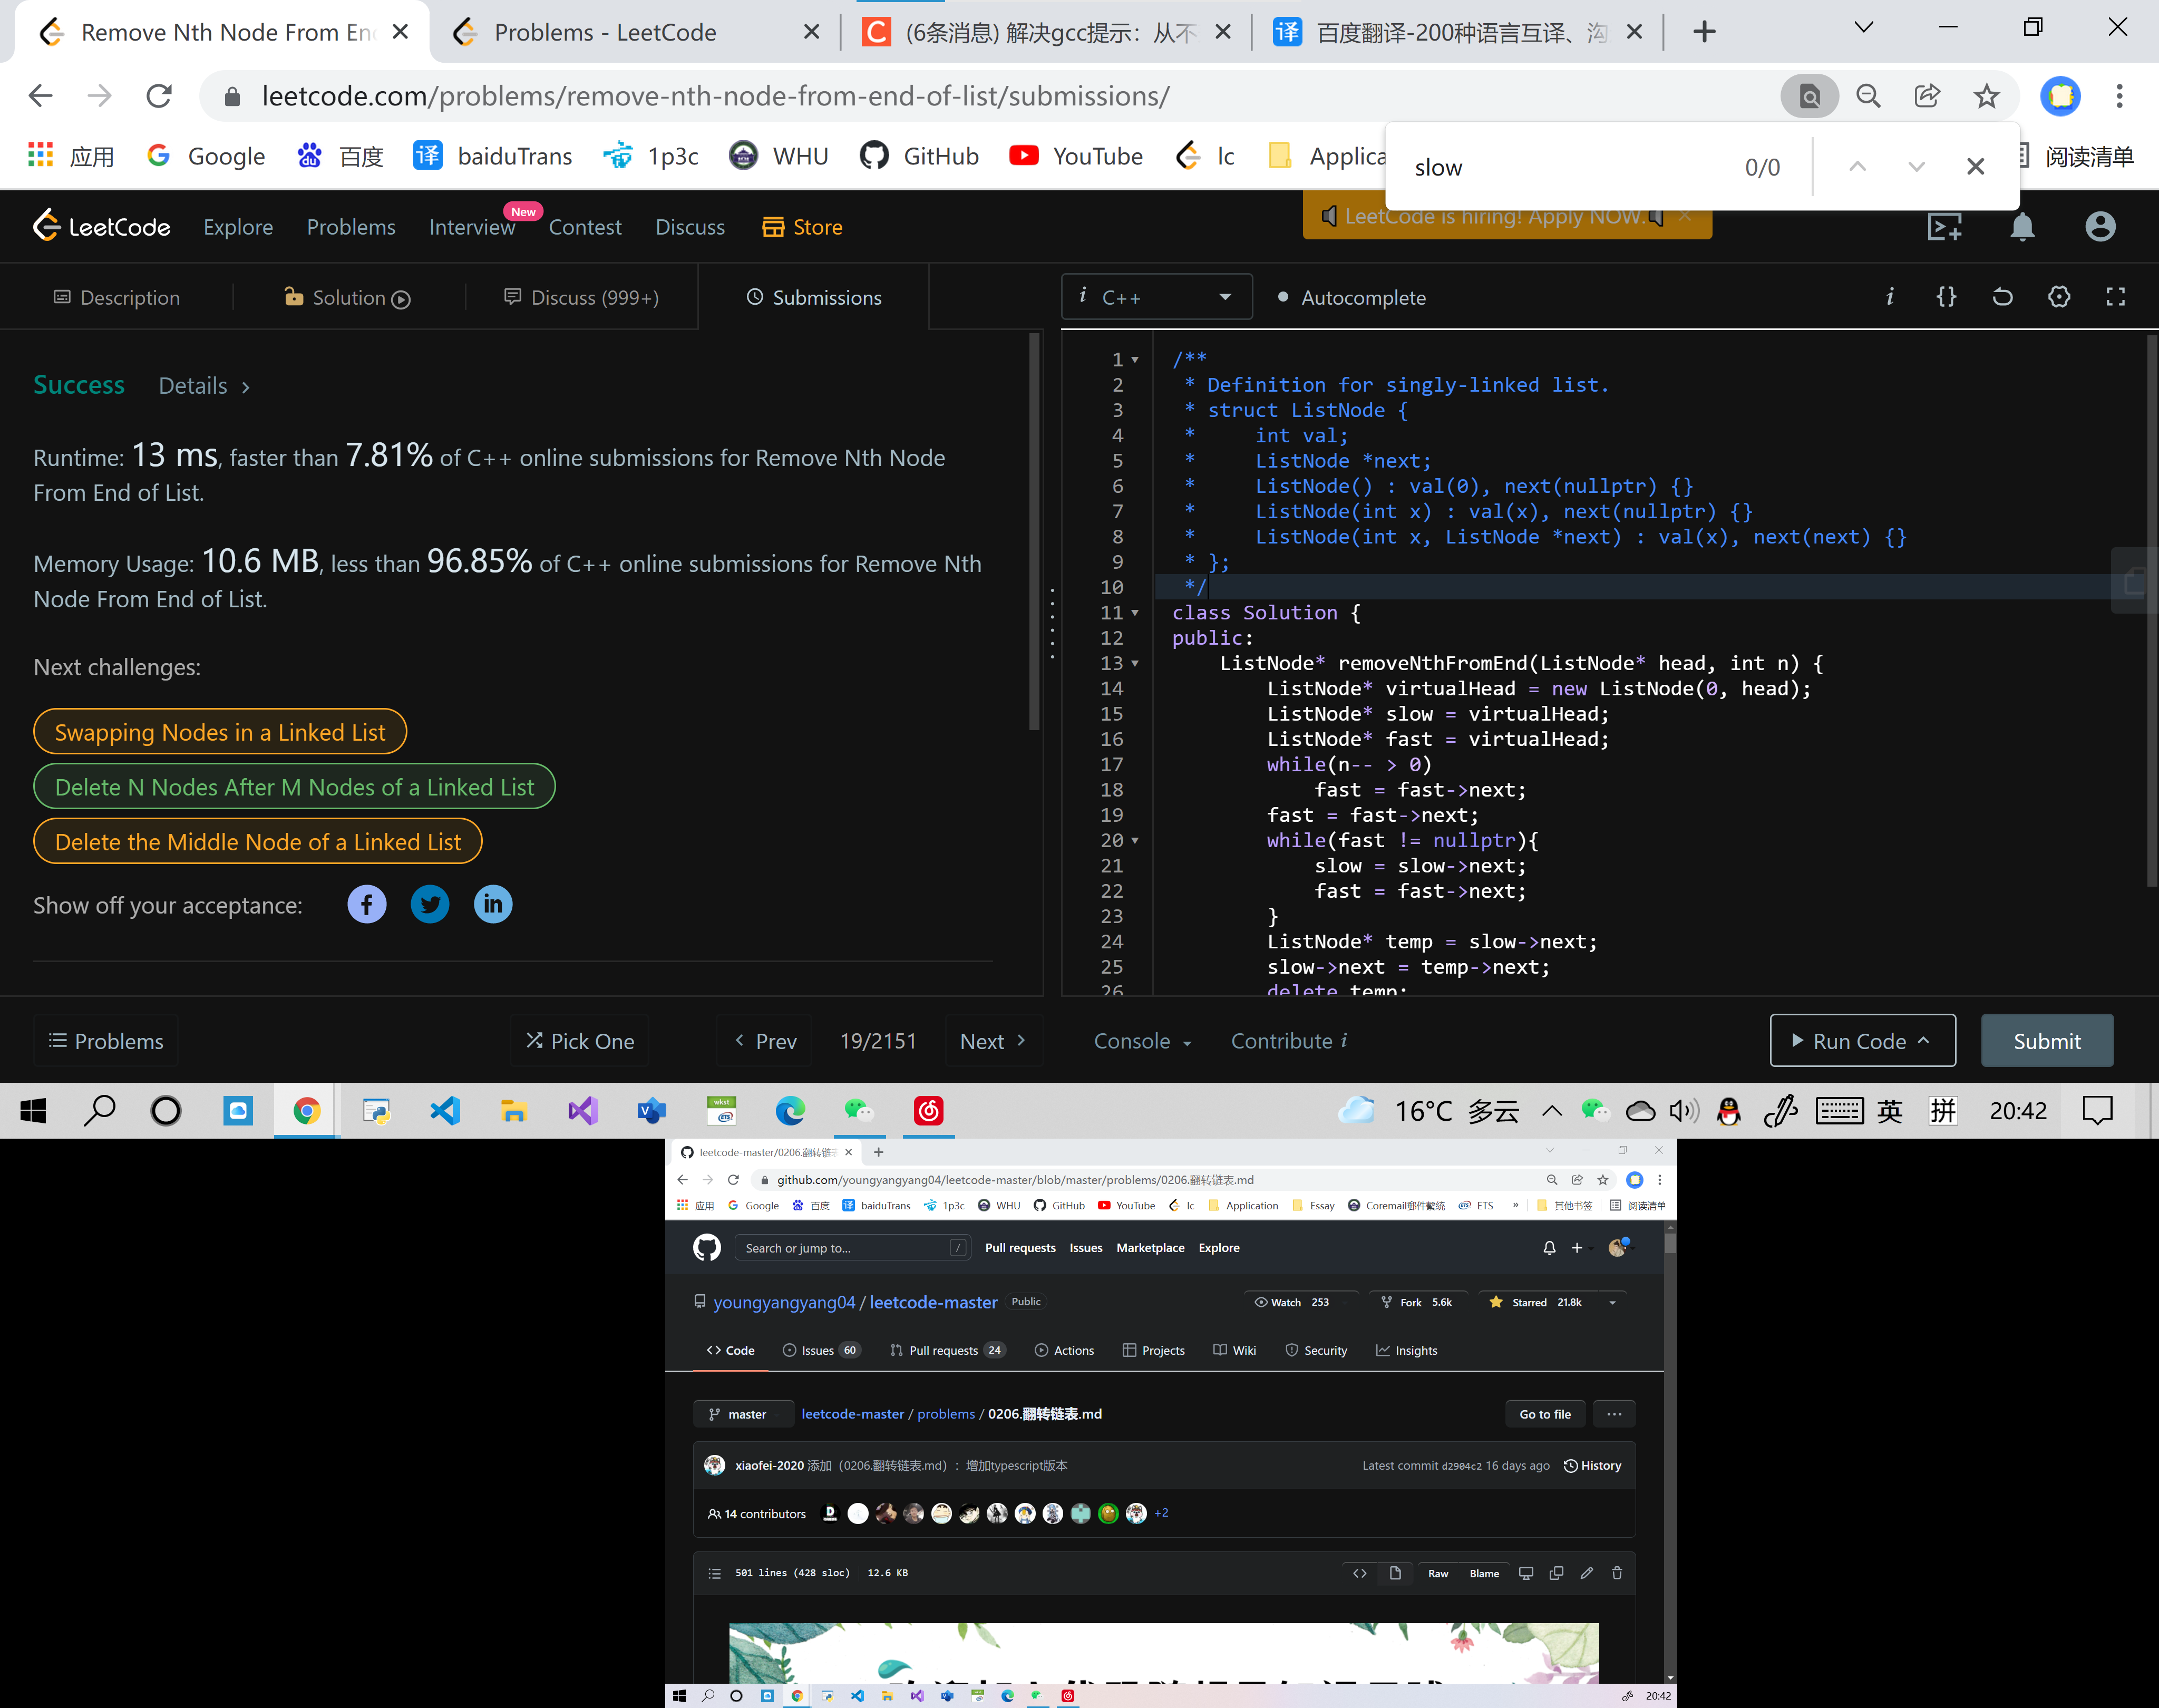 Remove Nth Node From En
Problems - LeetCode
(6条消息) 解决gcc提示：从不
百度翻译-200种语言互译、沟
leetcode.com/problems/remove-nth-node-from-end-of-list/submissions/
应用 Google 百度 baiduTrans 1p3c WHU GitHub YouTube lc Applica 阅读清单
slow 0/0
LeetCode Explore Problems Interview New Contest Discuss Store
LeetCode is hiring! Apply NOW.
Description Solution Discuss (999+) Submissions
i C++ Autocomplete
Success Details >
Runtime: 13 ms, faster than 7.81% of C++ online submissions for Remove Nth Node
From End of List.
Memory Usage: 10.6 MB, less than 96.85% of C++ online submissions for Remove Nth
Node From End of List.
Next challenges:
Swapping Nodes in a Linked List
Delete N Nodes After M Nodes of a Linked List
Delete the Middle Node of a Linked List
Show off your acceptance:
1 /**
2 * Definition for singly-linked list.
3 * struct ListNode {
4 *     int val;
5 *     ListNode *next;
6 *     ListNode() : val(0), next(nullptr) {}
7 *     ListNode(int x) : val(x), next(nullptr) {}
8 *     ListNode(int x, ListNode *next) : val(x), next(next) {}
9 * };
10 */
11 class Solution {
12 public:
13     ListNode* removeNthFromEnd(ListNode* head, int n) {
14         ListNode* virtualHead = new ListNode(0, head);
15         ListNode* slow = virtualHead;
16         ListNode* fast = virtualHead;
17         while(n-- > 0)
18             fast = fast->next;
19         fast = fast->next;
20         while(fast != nullptr){
21             slow = slow->next;
22             fast = fast->next;
23         }
24         ListNode* temp = slow->next;
25         slow->next = temp->next;
26         delete temp;
Problems Pick One < Prev 19/2151 Next > Console Contribute i Run Code Submit
16°C 多云 英 拼 20:42
leetcode-master/0206.翻转链表
github.com/youngyangyang04/leetcode-master/blob/master/problems/0206.翻转链表.md
应用 Google 百度 baiduTrans 1p3c WHU GitHub YouTube lc Application Essay Coremail郵件繫統 ETS » 其他书签 阅读清单
Search or jump to... / Pull requests Issues Marketplace Explore
youngyangyang04 / leetcode-master Public Watch 253 Fork 5.6k Starred 21.8k
Code Issues 60 Pull requests 24 Actions Projects Wiki Security Insights
master leetcode-master / problems / 0206.翻转链表.md Go to file ...
xiaofei-2020 添加（0206.翻转链表.md）：增加typescript版本 Latest commit d2904c2 16 days ago History
14 contributors +2
501 lines (428 sloc) 12.6 KB Raw Blame
20:42